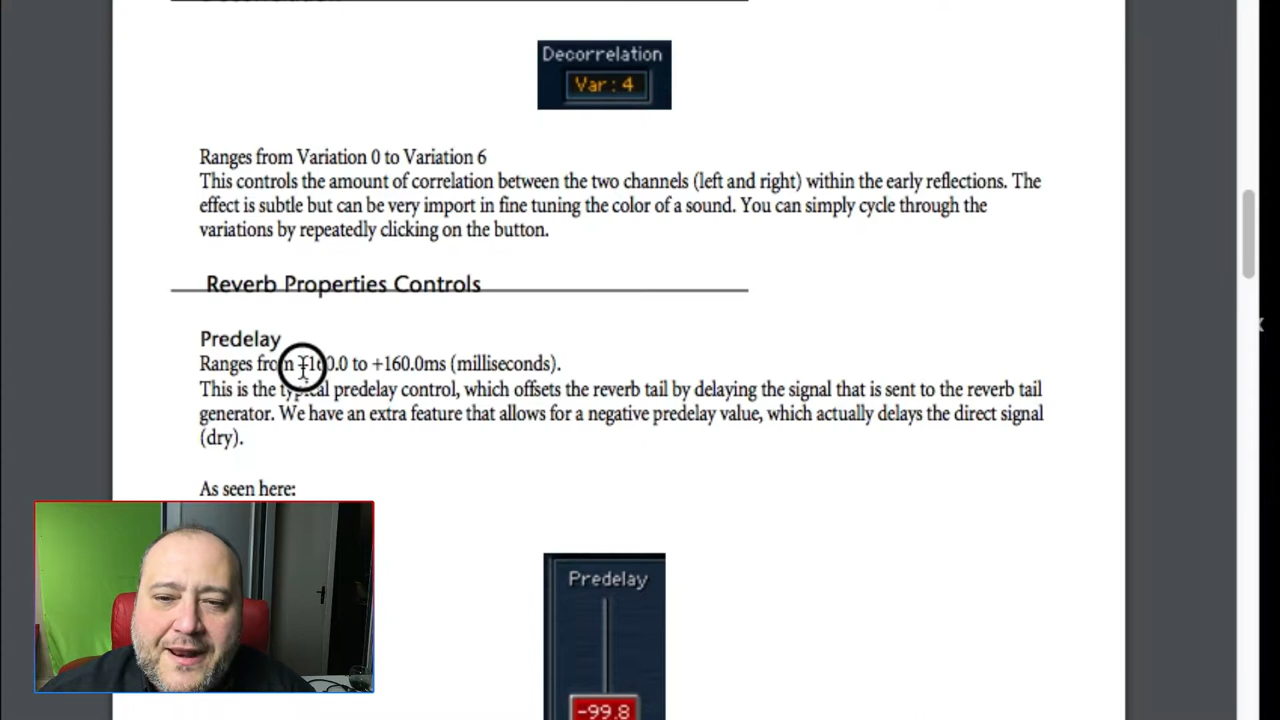 Decorrelation
Var : 4
Ranges from Variation 0 to Variation 6
This controls the amount of correlation between the two channels (left and right) within the early reflections. The
effect is subtle but can be very import in fine tuning the color of a sound. You can simply cycle through the
variations by repeatedly clicking on the button.
Reverb Properties Controls
Predelay
Ranges from -160.0 to +160.0ms (milliseconds).
This is the typical predelay control, which offsets the reverb tail by delaying the signal that is sent to the reverb tail
generator. We have an extra feature that allows for a negative predelay value, which actually delays the direct signal
(dry).
As seen here:
Predelay
-99.8